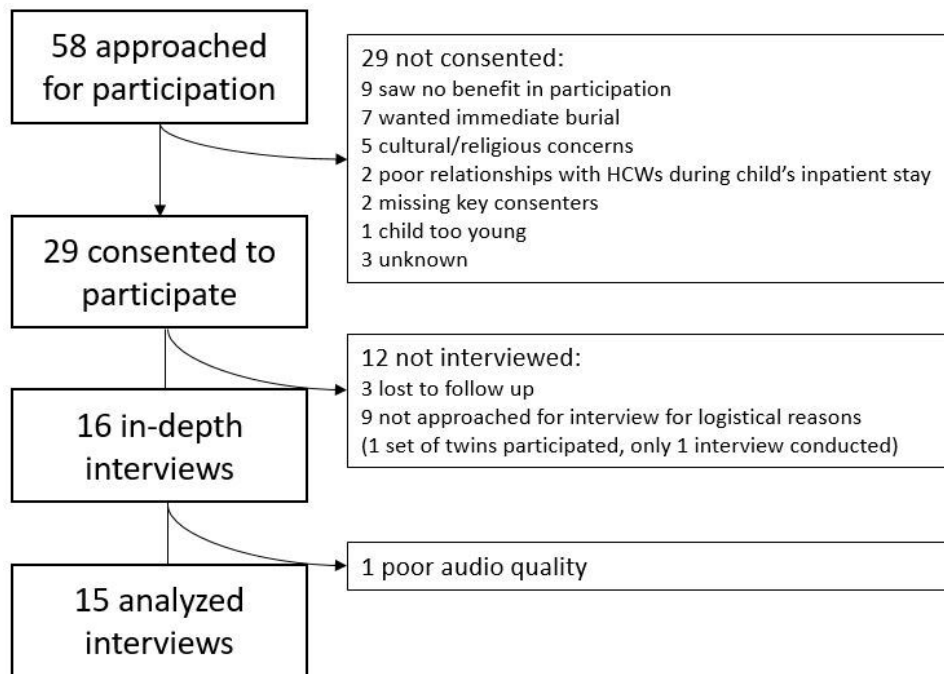 58 approached
for participation
29 not consented:
9 saw no benefit in participation
7 wanted immediate burial
5 cultural/religious concerns
2 poor relationships with HCWs during child's inpatient stay
2 missing key consenters
1 child too young
3 unknown
29 consented to
participate
12 not interviewed:
3 lost to follow up
9 not approached for interview for logistical reasons
(1 set of twins participated, only 1 interview conducted)
16 in-depth
interviews
1 poor audio quality
15 analyzed
interviews